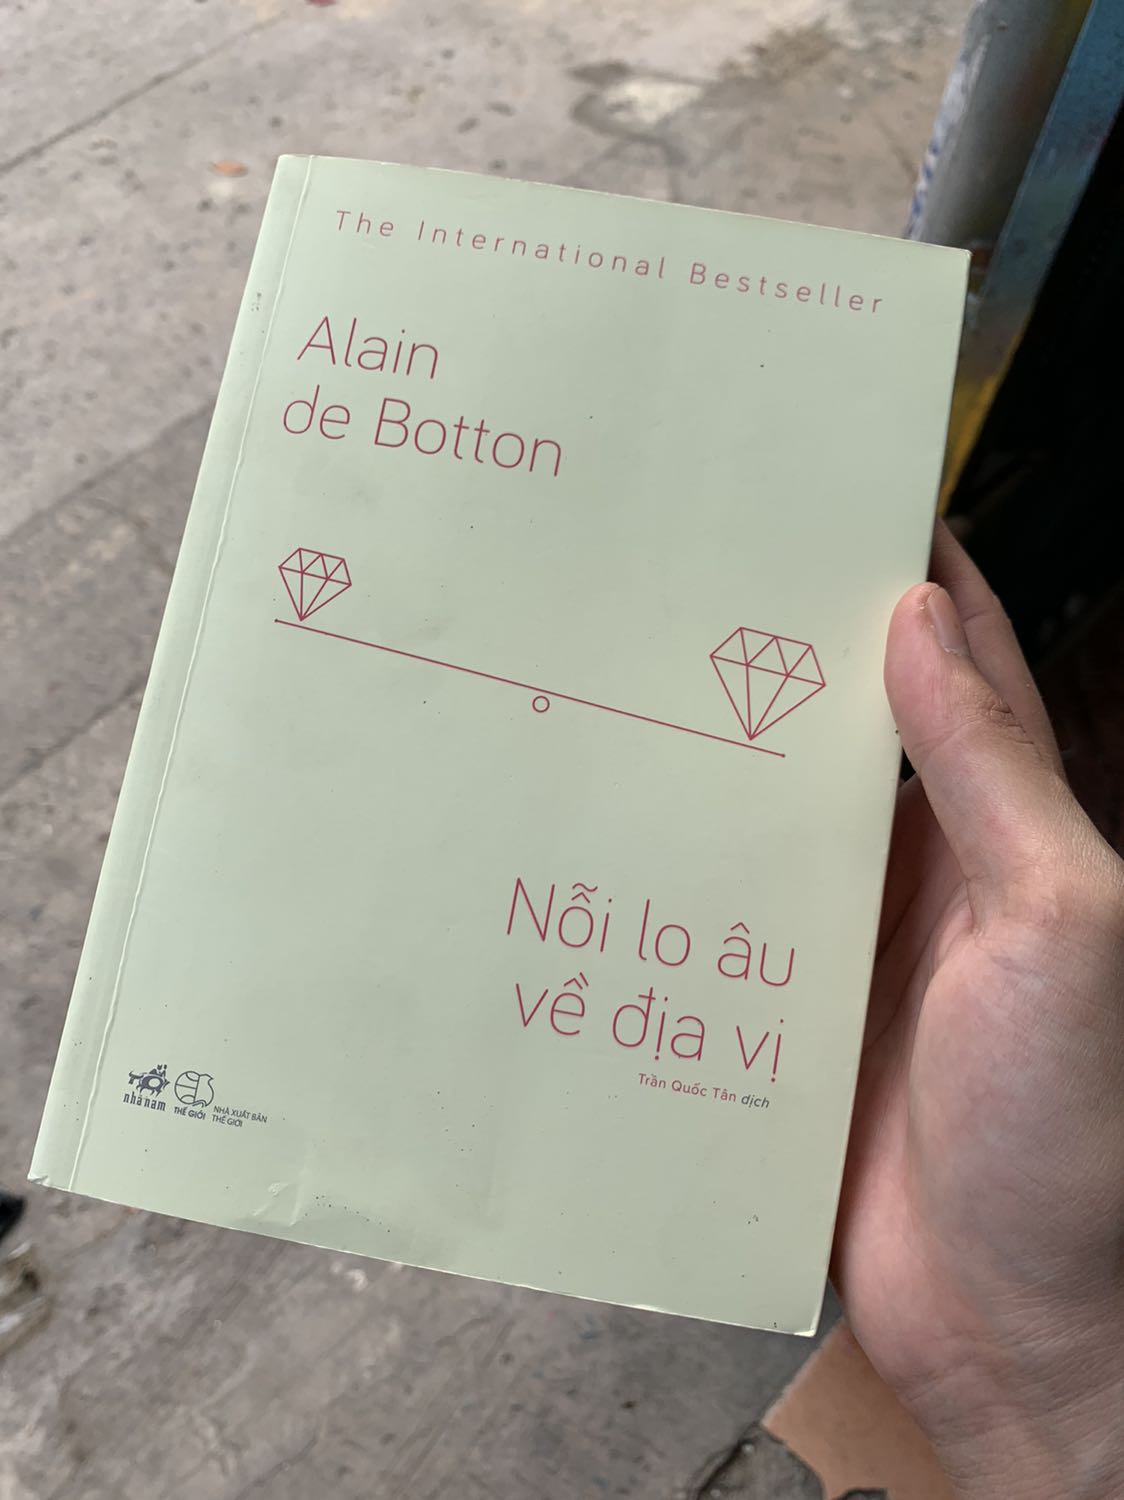 The International Bestseller
Alain
de Botton
Nỗi lo âu
về địa vị
Trần Quốc Tân dịch
nhã nam
THẾ GIỚI
NHÀ XUẤT BẢN
THẾ GIỚI